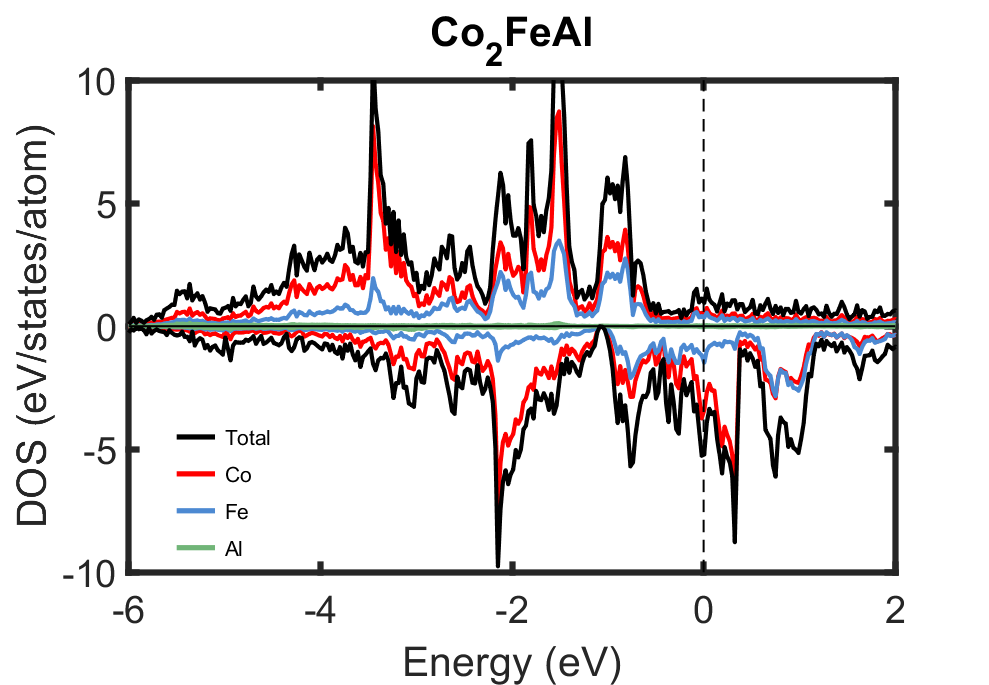 Co₂FeAl
DOS (eV/states/atom)
10
5
0
-5
-10
Total
Co
Fe
Al
-6 -4 -2 0 2
Energy (eV)